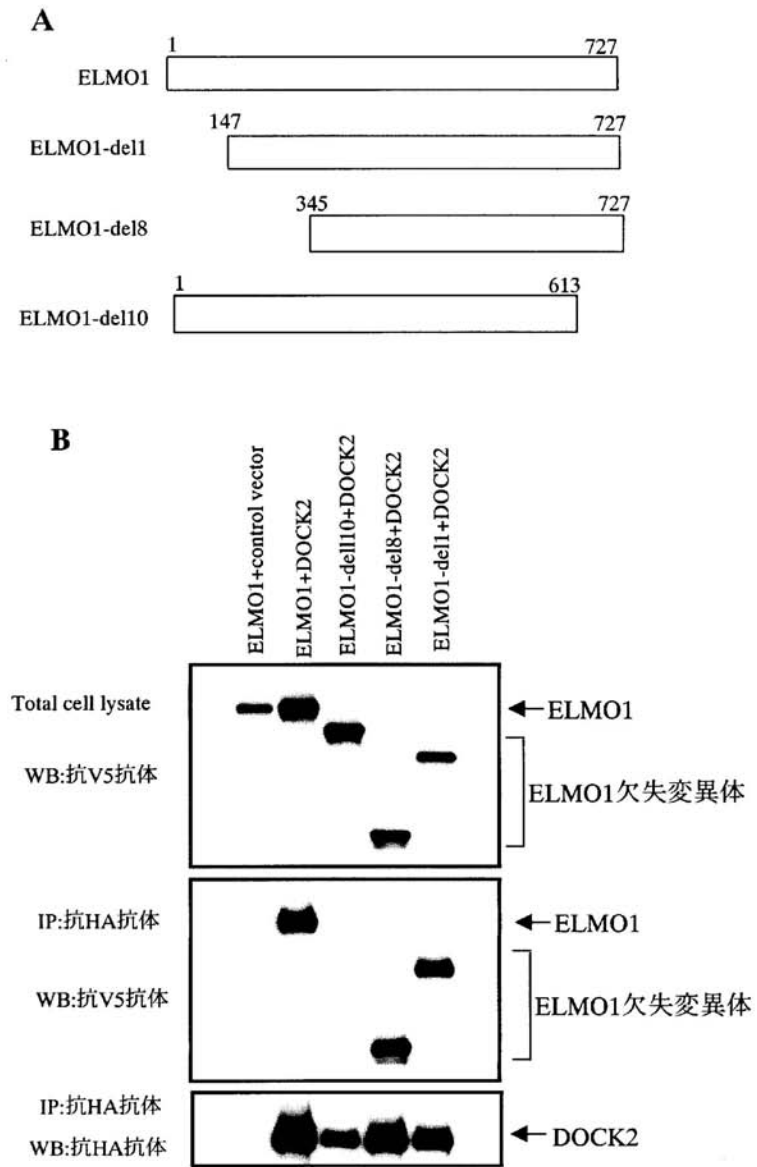 A
1 727
ELMO1
147 727
ELMO1-del1
345 727
ELMO1-del8
1 613
ELMO1-del10
B
ELMO1+control vector
ELMO1+DOCK2
ELMO1-dell10+DOCK2
ELMO1-del8+DOCK2
ELMO1-del1+DOCK2
Total cell lysate
WB:抗V5抗体
ELMO1
ELMO1欠失変異体
IP:抗HA抗体
WB:抗V5抗体
ELMO1
ELMO1欠失変異体
IP:抗HA抗体
WB:抗HA抗体
DOCK2